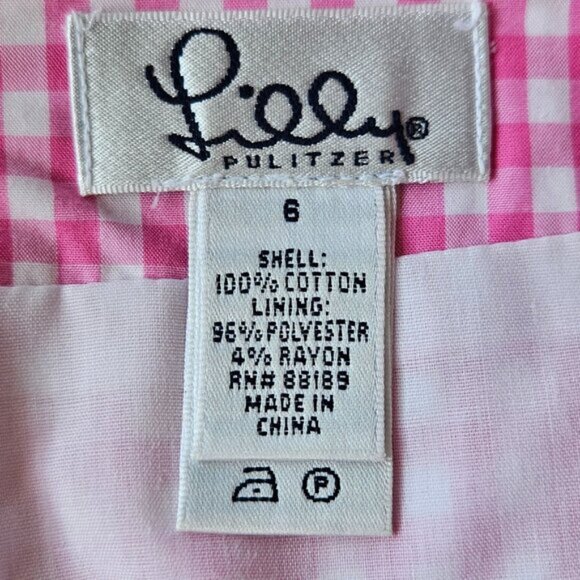 Lilly®
PULITZER
6
SHELL:
100% COTTON
LINING:
96% POLYESTER
4% RAYON
RN# 88189
MADE IN
CHINA
P